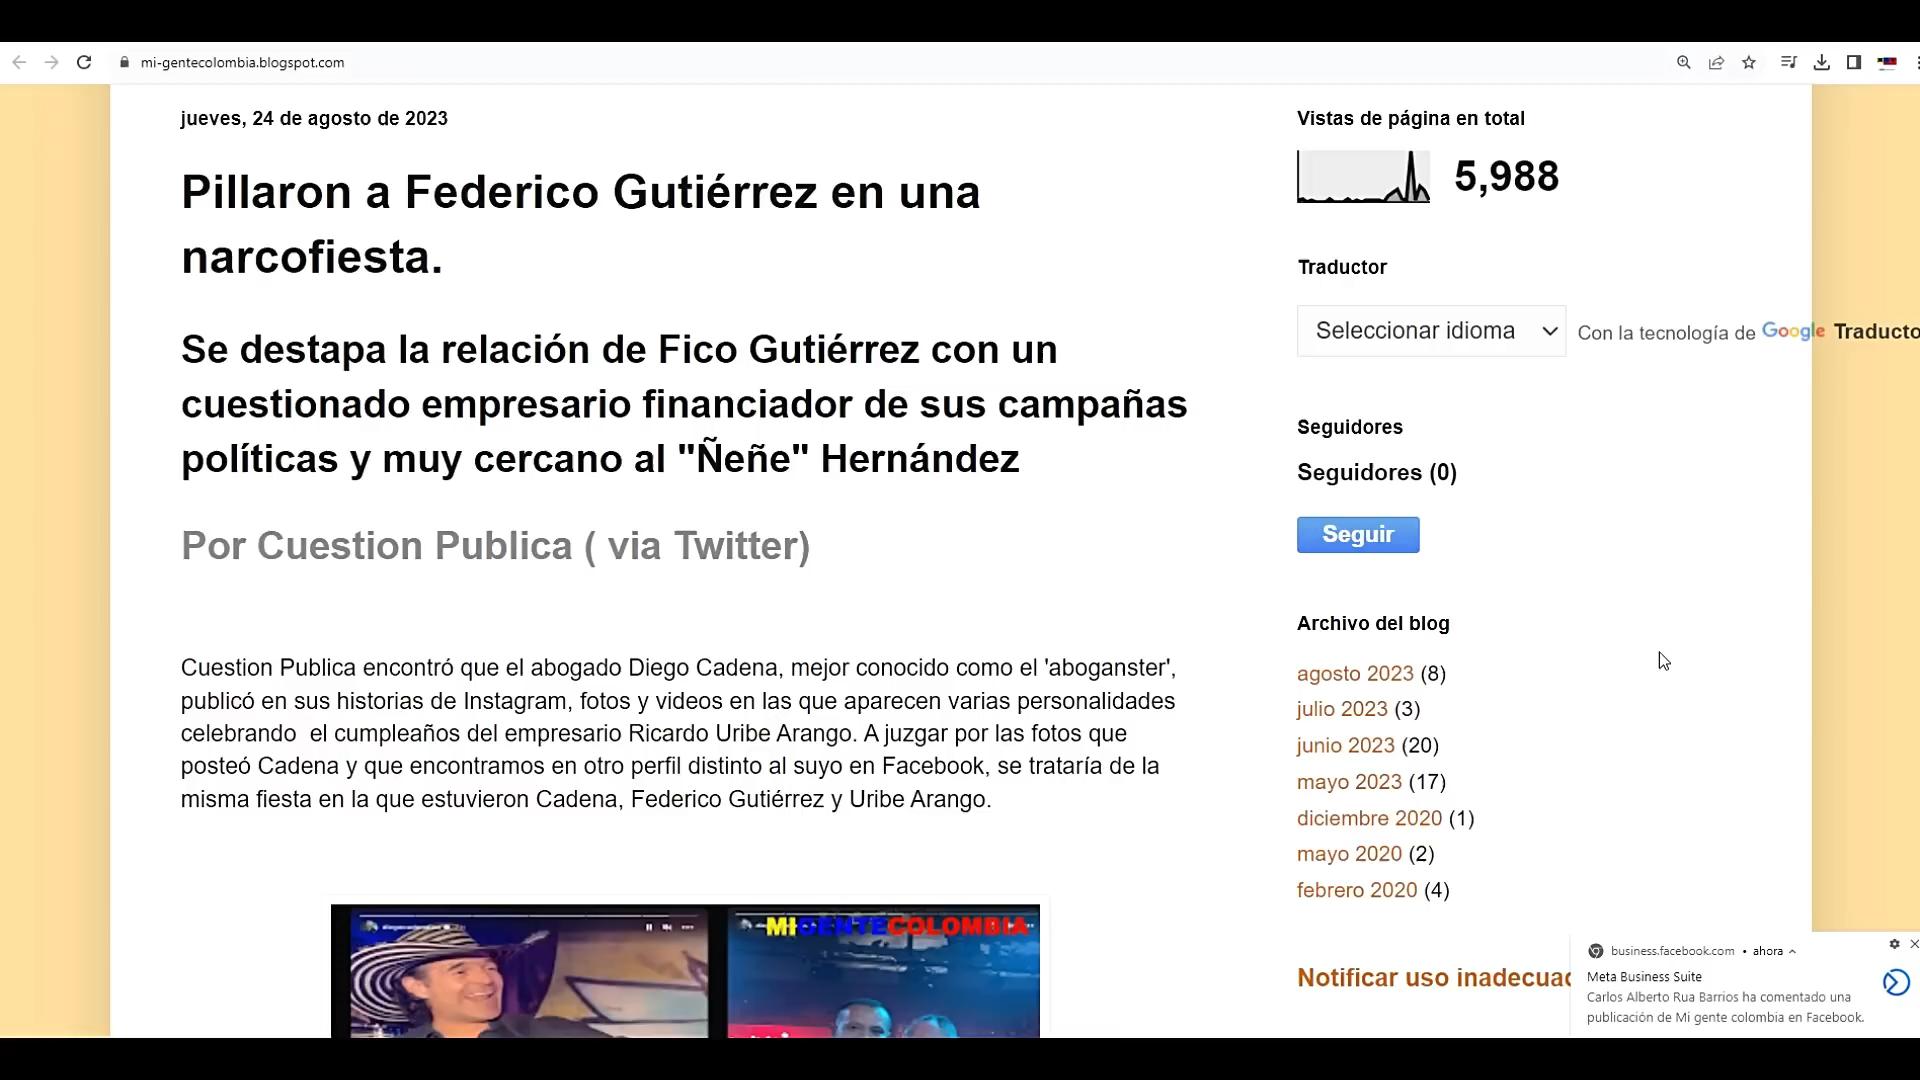 mi-gentecolombia.blogspot.com
jueves, 24 de agosto de 2023
Pillaron a Federico Gutiérrez en una
narcofiesta.
Se destapa la relación de Fico Gutiérrez con un
cuestionado empresario financiador de sus campañas
políticas y muy cercano al "Ñeñe" Hernández
Por Cuestion Publica ( via Twitter)
Cuestion Publica encontró que el abogado Diego Cadena, mejor conocido como el 'aboganster',
publicó en sus historias de Instagram, fotos y videos en las que aparecen varias personalidades
celebrando  el cumpleaños del empresario Ricardo Uribe Arango. A juzgar por las fotos que
posteó Cadena y que encontramos en otro perfil distinto al suyo en Facebook, se trataría de la
misma fiesta en la que estuvieron Cadena, Federico Gutiérrez y Uribe Arango.
MIGENTECOLOMBIA
Vistas de página en total
5,988
Traductor
Seleccionar idioma
Con la tecnología de Google Traducto
Seguidores
Seguidores (0)
Seguir
Archivo del blog
agosto 2023 (8)
julio 2023 (3)
junio 2023 (20)
mayo 2023 (17)
diciembre 2020 (1)
mayo 2020 (2)
febrero 2020 (4)
Notificar uso inadecuad
business.facebook.com • ahora
Meta Business Suite
Carlos Alberto Rua Barrios ha comentado una
publicación de Mi gente colombia en Facebook.